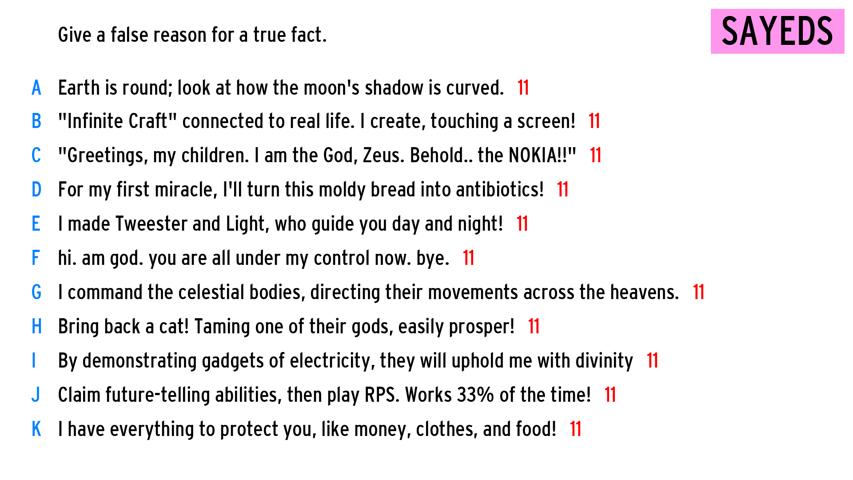 Give a false reason for a true fact.
SAYEDS
A Earth is round; look at how the moon's shadow is curved. 11
B "Infinite Craft" connected to real life. I create, touching a screen! 11
C "Greetings, my children. I am the God, Zeus. Behold.. the NOKIA!!" 11
D For my first miracle, I'll turn this moldy bread into antibiotics! 11
E I made Tweester and Light, who guide you day and night! 11
F hi. am god. you are all under my control now. bye. 11
G I command the celestial bodies, directing their movements across the heavens. 11
H Bring back a cat! Taming one of their gods, easily prosper! 11
I By demonstrating gadgets of electricity, they will uphold me with divinity 11
J Claim future-telling abilities, then play RPS. Works 33% of the time! 11
K I have everything to protect you, like money, clothes, and food! 11